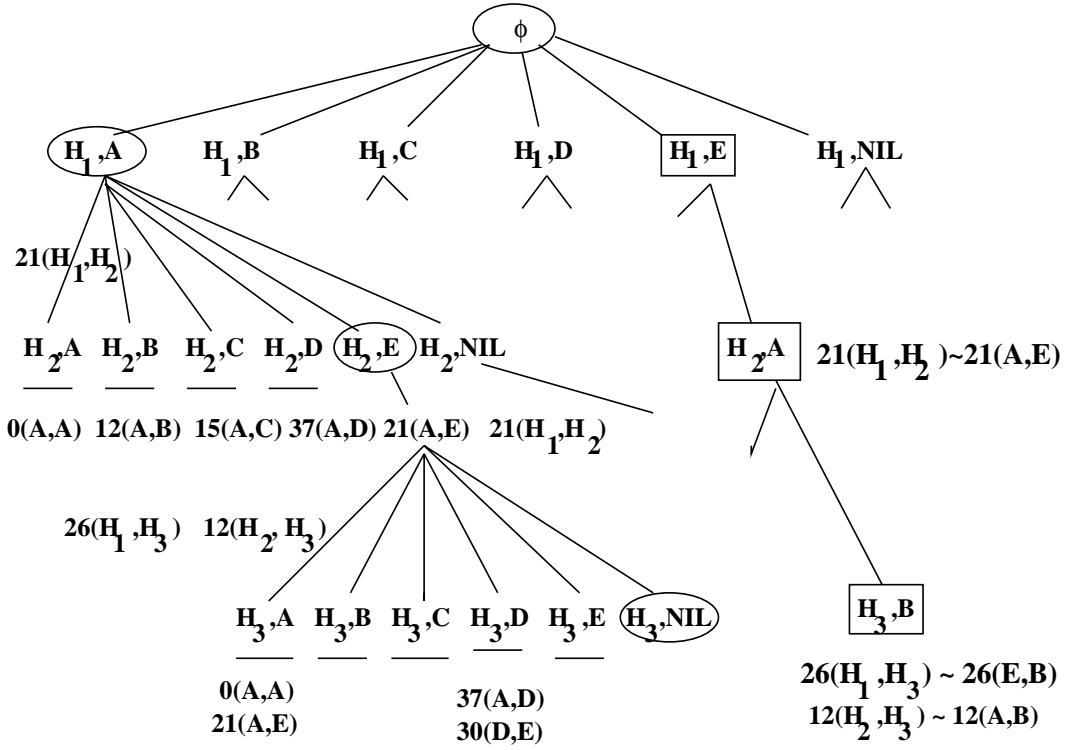 ϕ
H1,A H1,B H1,C H1,D H1,E H1,NIL
21(H1,H2)
H2,A H2,B H2,C H2,D H2,E H2,NIL H2,A 21(H1,H2)~21(A,E)
0(A,A) 12(A,B) 15(A,C) 37(A,D) 21(A,E) 21(H1,H2)
26(H1,H3) 12(H2,H3)
H3,A H3,B H3,C H3,D H3,E H3,NIL H3,B
26(H1,H3) ~ 26(E,B)
0(A,A) 37(A,D)
12(H2,H3) ~ 12(A,B)
21(A,E) 30(D,E)